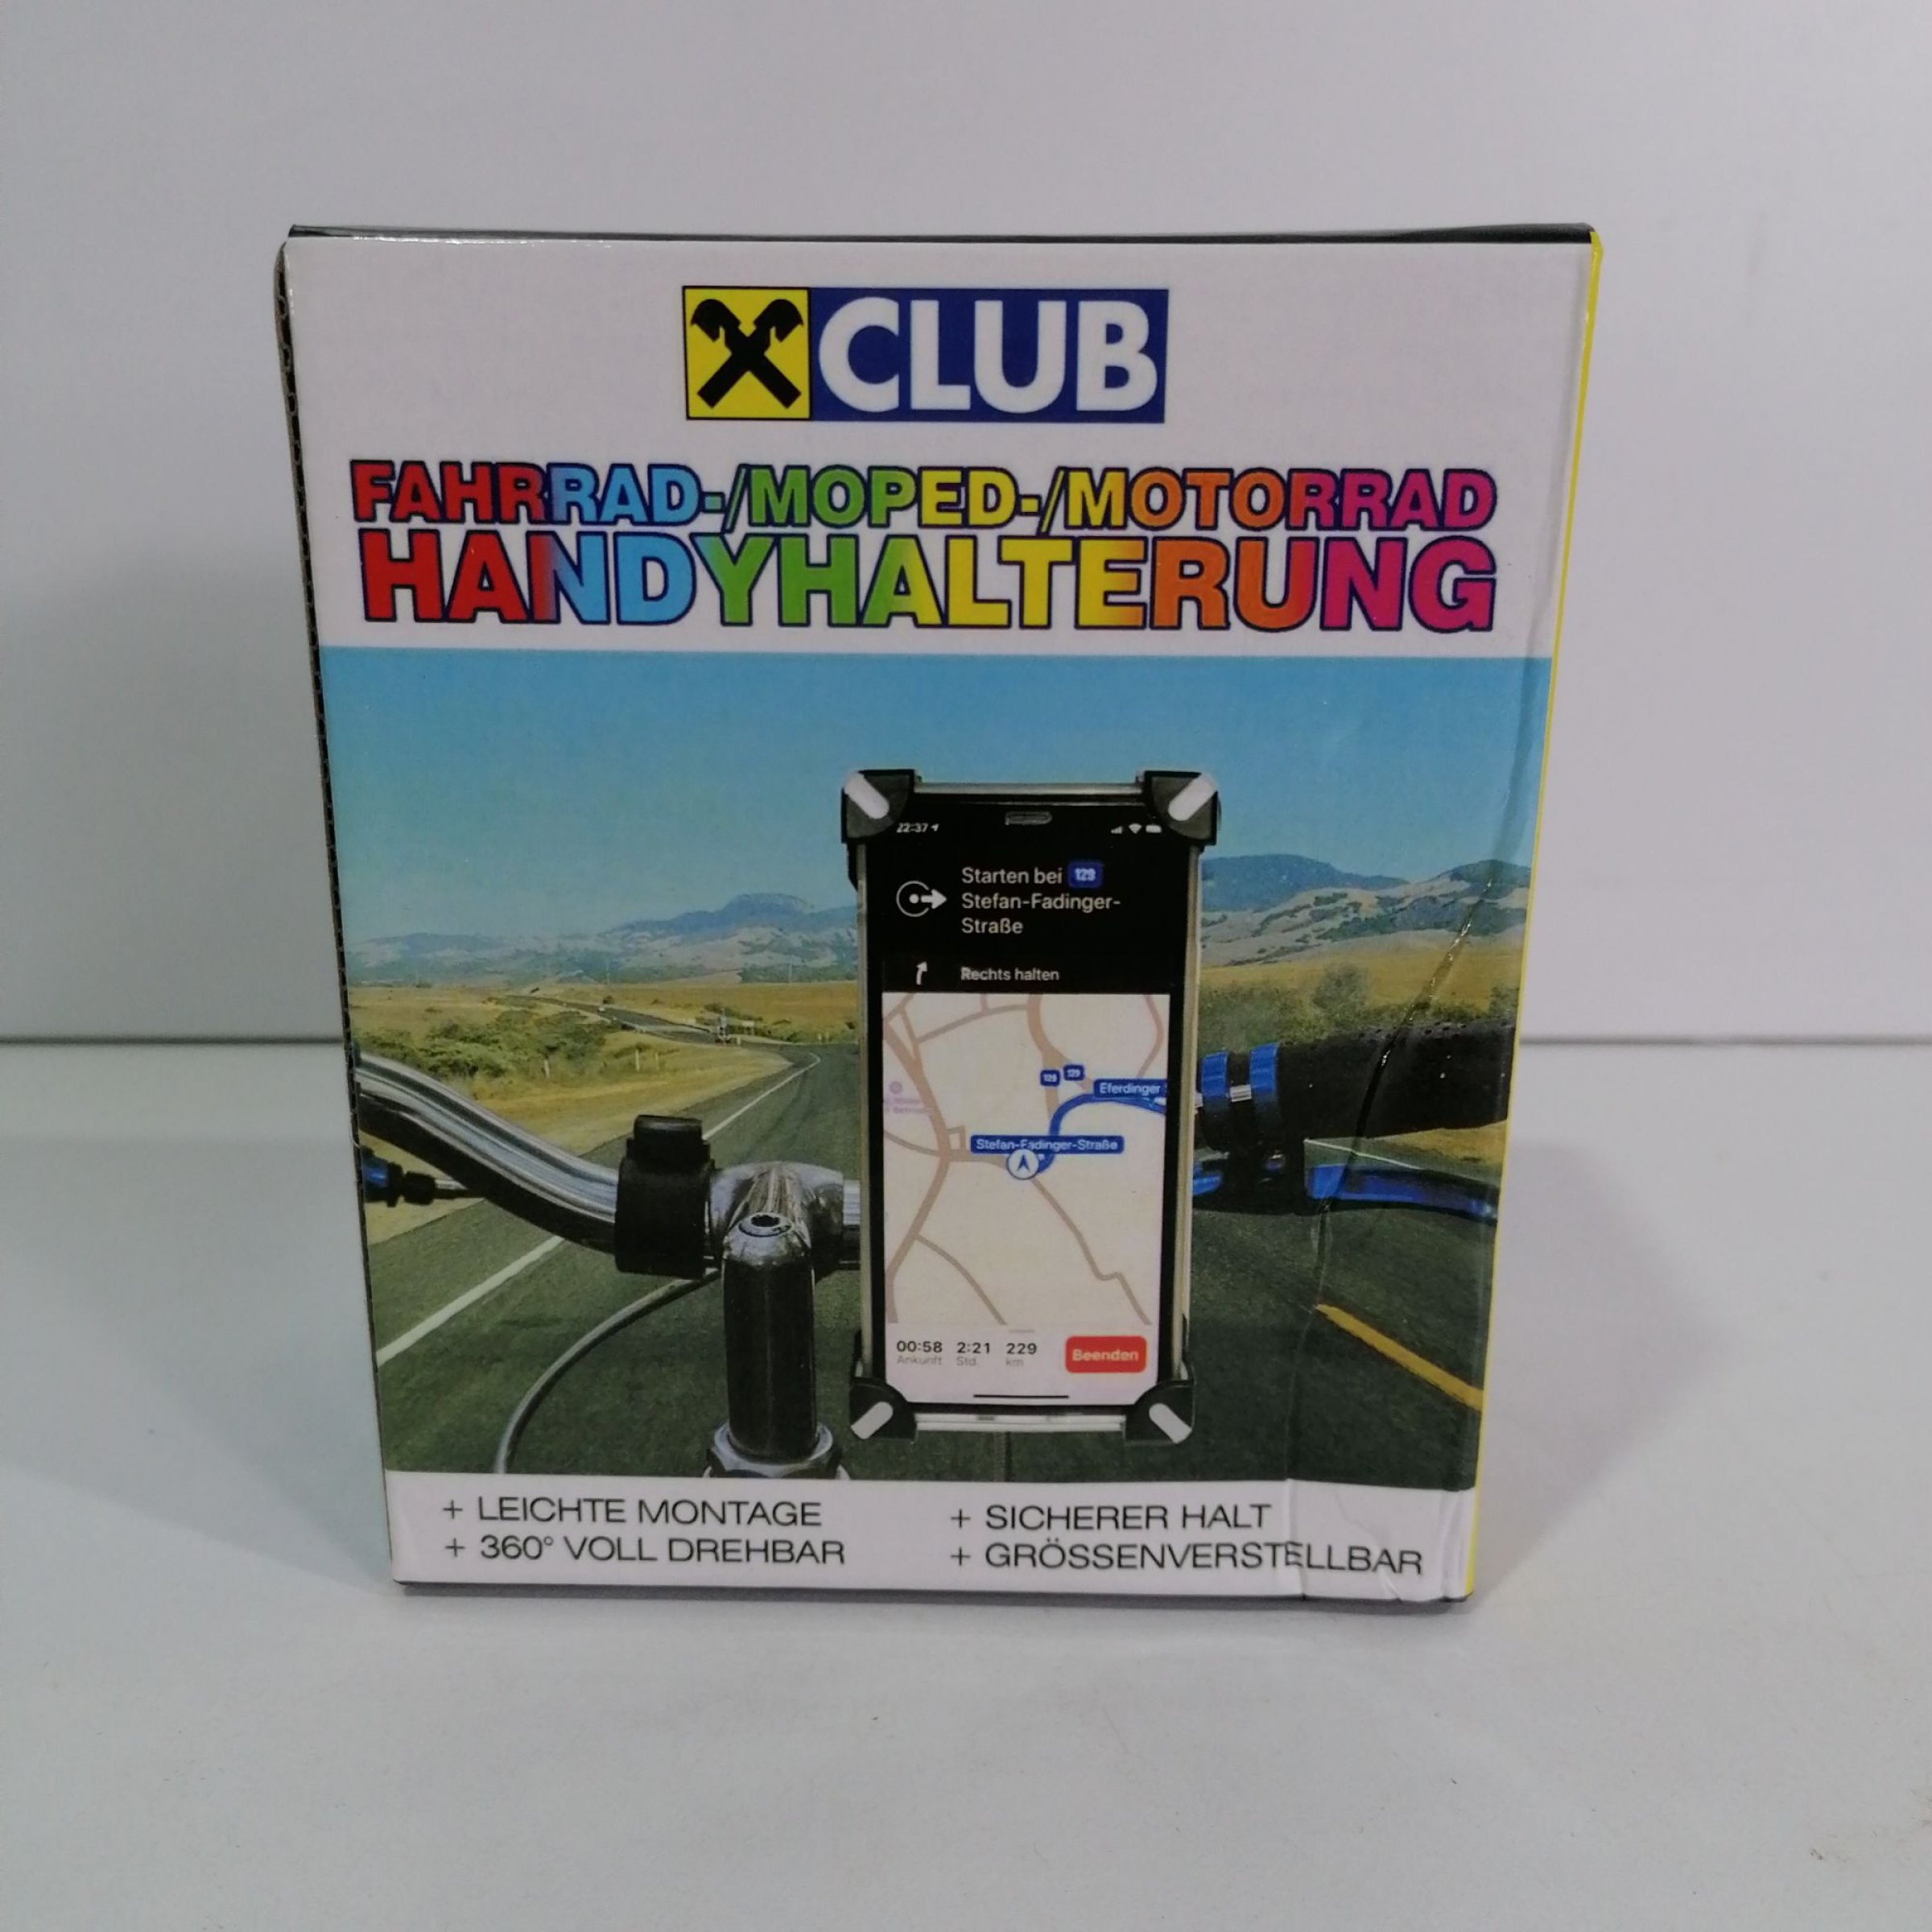 CLUB
FAHRRAD-/MOPED-/MOTORRAD
HANDYHALTERUNG
22:37
Starten bei 129
Stefan-Fadinger-
Straße
Rechts halten
129 129
Eferdinger
Stefan-Fadinger-Straße
00:58 2:21 229
Ankunft Std. km
Beenden
+ LEICHTE MONTAGE
+ 360° VOLL DREHBAR
+ SICHERER HALT
+ GRÖSSENVERSTELLBAR